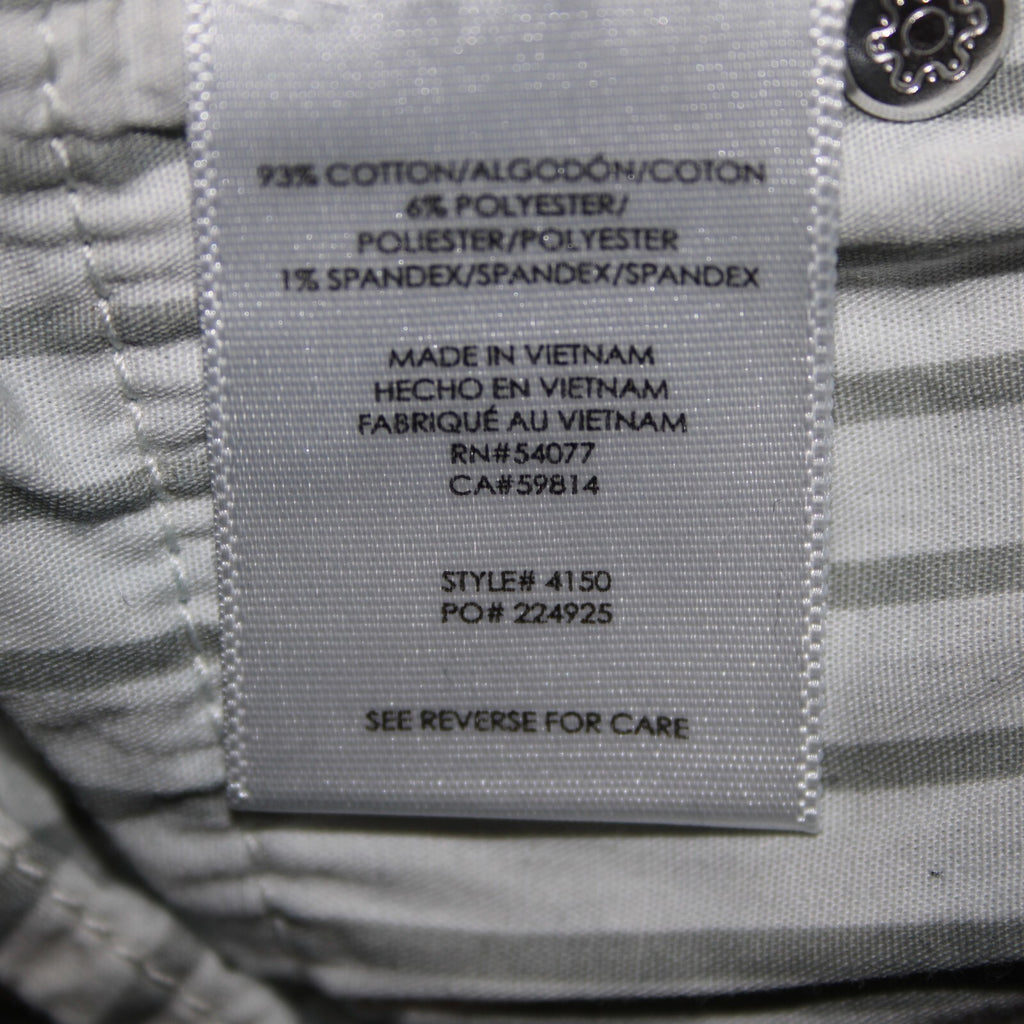 93% COTTON/ALGODÓN/COTON
6% POLYESTER/
POLIESTER/POLYESTER
1% SPANDEX/SPANDEX/SPANDEX
MADE IN VIETNAM
HECHO EN VIETNAM
FABRIQUÉ AU VIETNAM
RN#54077
CA#59814
STYLE# 4150
PO# 224925
SEE REVERSE FOR CARE